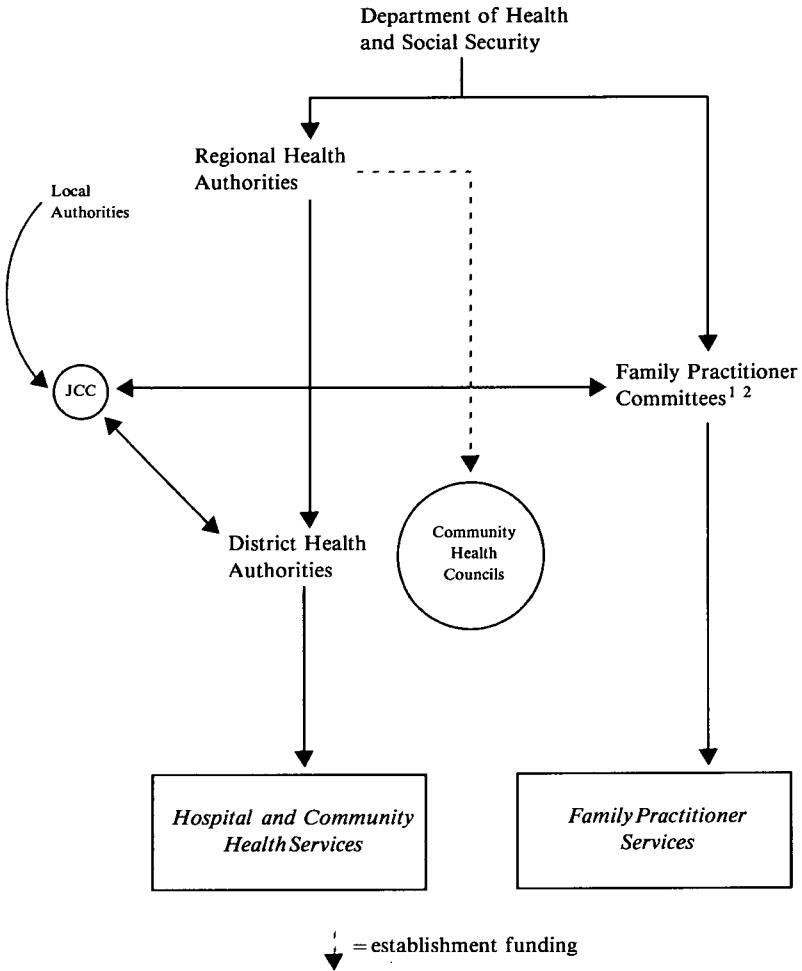 Department of Health
and Social Security
Regional Health
Authorities
Local
Authorities
JCC
Family Practitioner
Committees¹ ²
District Health
Authorities
Community
Health
Councils
Hospital and Community
Health Services
Family Practitioner
Services
= establishment funding